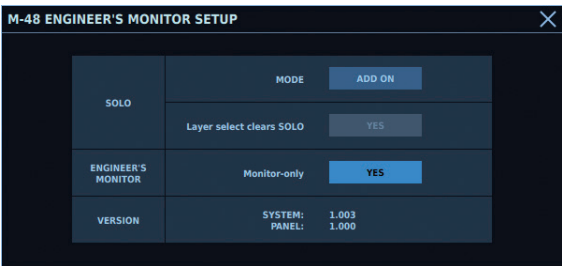 M-48 ENGINEER'S MONITOR SETUP
SOLO
MODE
ADD ON
Layer select clears SOLO
YES
ENGINEER'S
MONITOR
Monitor-only
YES
VERSION
SYSTEM: 1.003
PANEL: 1.000